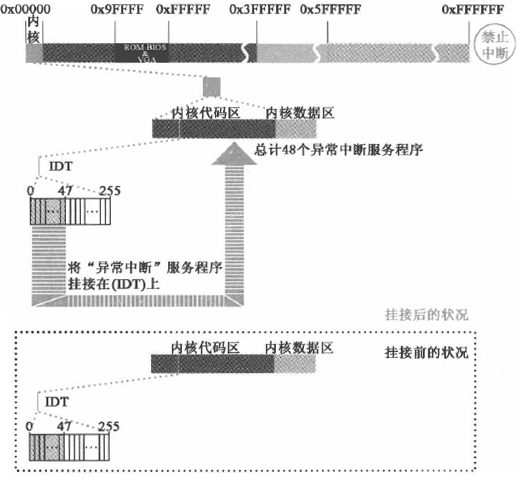 0x00000 0x9FFFF 0xFFFFF 0x3FFFFF 0x5FFFFF 0xFFFFFF
内核
ROM BIOS
&
VGA
禁止
中断
内核代码区 内核数据区
总计48个异常中断服务程序
IDT
0 47 255
... ...
将“异常中断”服务程序
挂接在(IDT)上
挂接后的状况
挂接前的状况
内核代码区 内核数据区
IDT
0 47 255
... ...